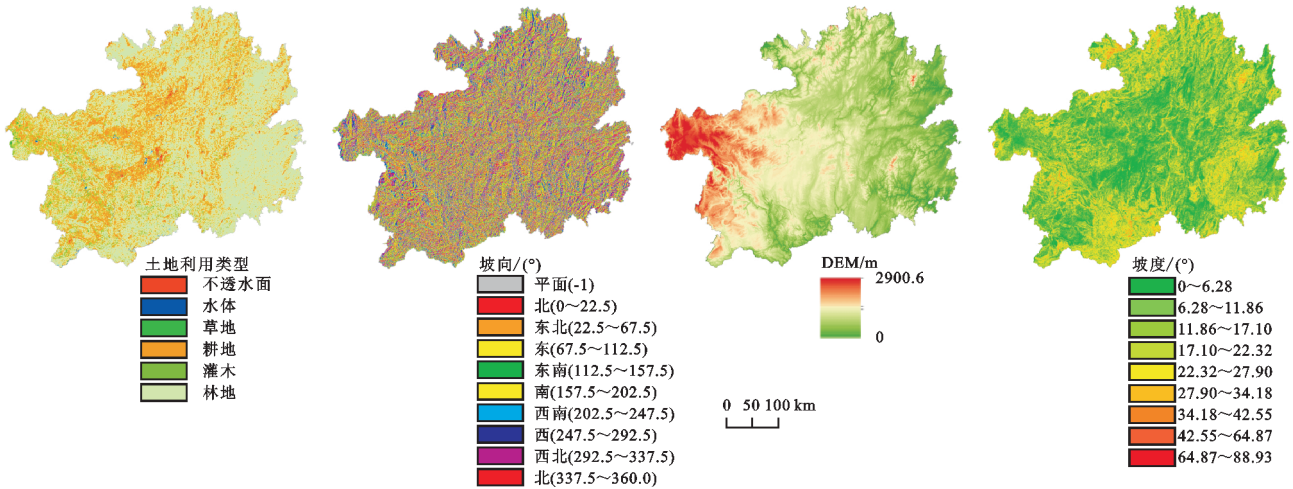 土地利用类型
不透水面
水体
草地
耕地
灌木
林地
坡向/(°)
平面(-1)
北(0～22.5)
东北(22.5～67.5)
东(67.5～112.5)
东南(112.5～157.5)
南(157.5～202.5)
西南(202.5～247.5)
西(247.5～292.5)
西北(292.5～337.5)
北(337.5～360.0)
DEM/m
2900.6
0
0 50 100 km
坡度/(°)
0～6.28
6.28～11.86
11.86～17.10
17.10～22.32
22.32～27.90
27.90～34.18
34.18～42.55
42.55～64.87
64.87～88.93